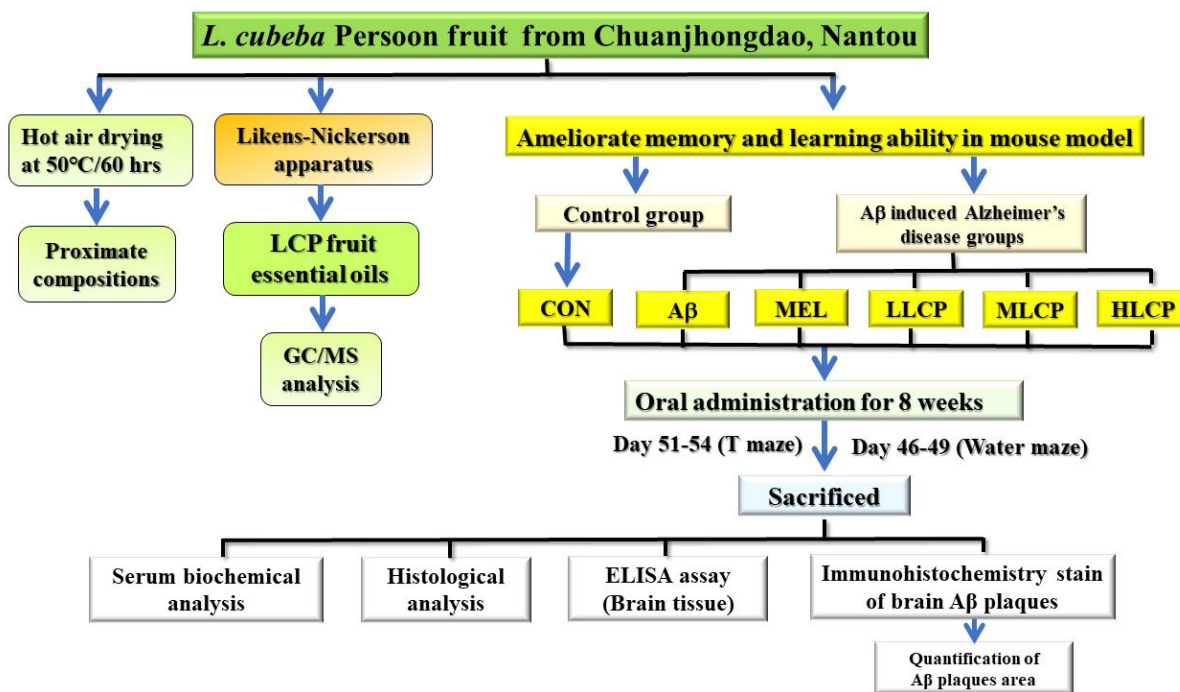 L. cubeba Persoon fruit from Chuanjhongdao, Nantou
Hot air drying
at 50°C/60 hrs
Proximate
compositions
Likens-Nickerson
apparatus
LCP fruit
essential oils
GC/MS
analysis
Ameliorate memory and learning ability in mouse model
Control group
Aβ induced Alzheimer's
disease groups
CON
Aβ
MEL
LLCP
MLCP
HLCP
Oral administration for 8 weeks
Day 51-54 (T maze)
Day 46-49 (Water maze)
Sacrificed
Serum biochemical
analysis
Histological
analysis
ELISA assay
(Brain tissue)
Immunohistochemistry stain
of brain Aβ plaques
Quantification of
Aβ plaques area